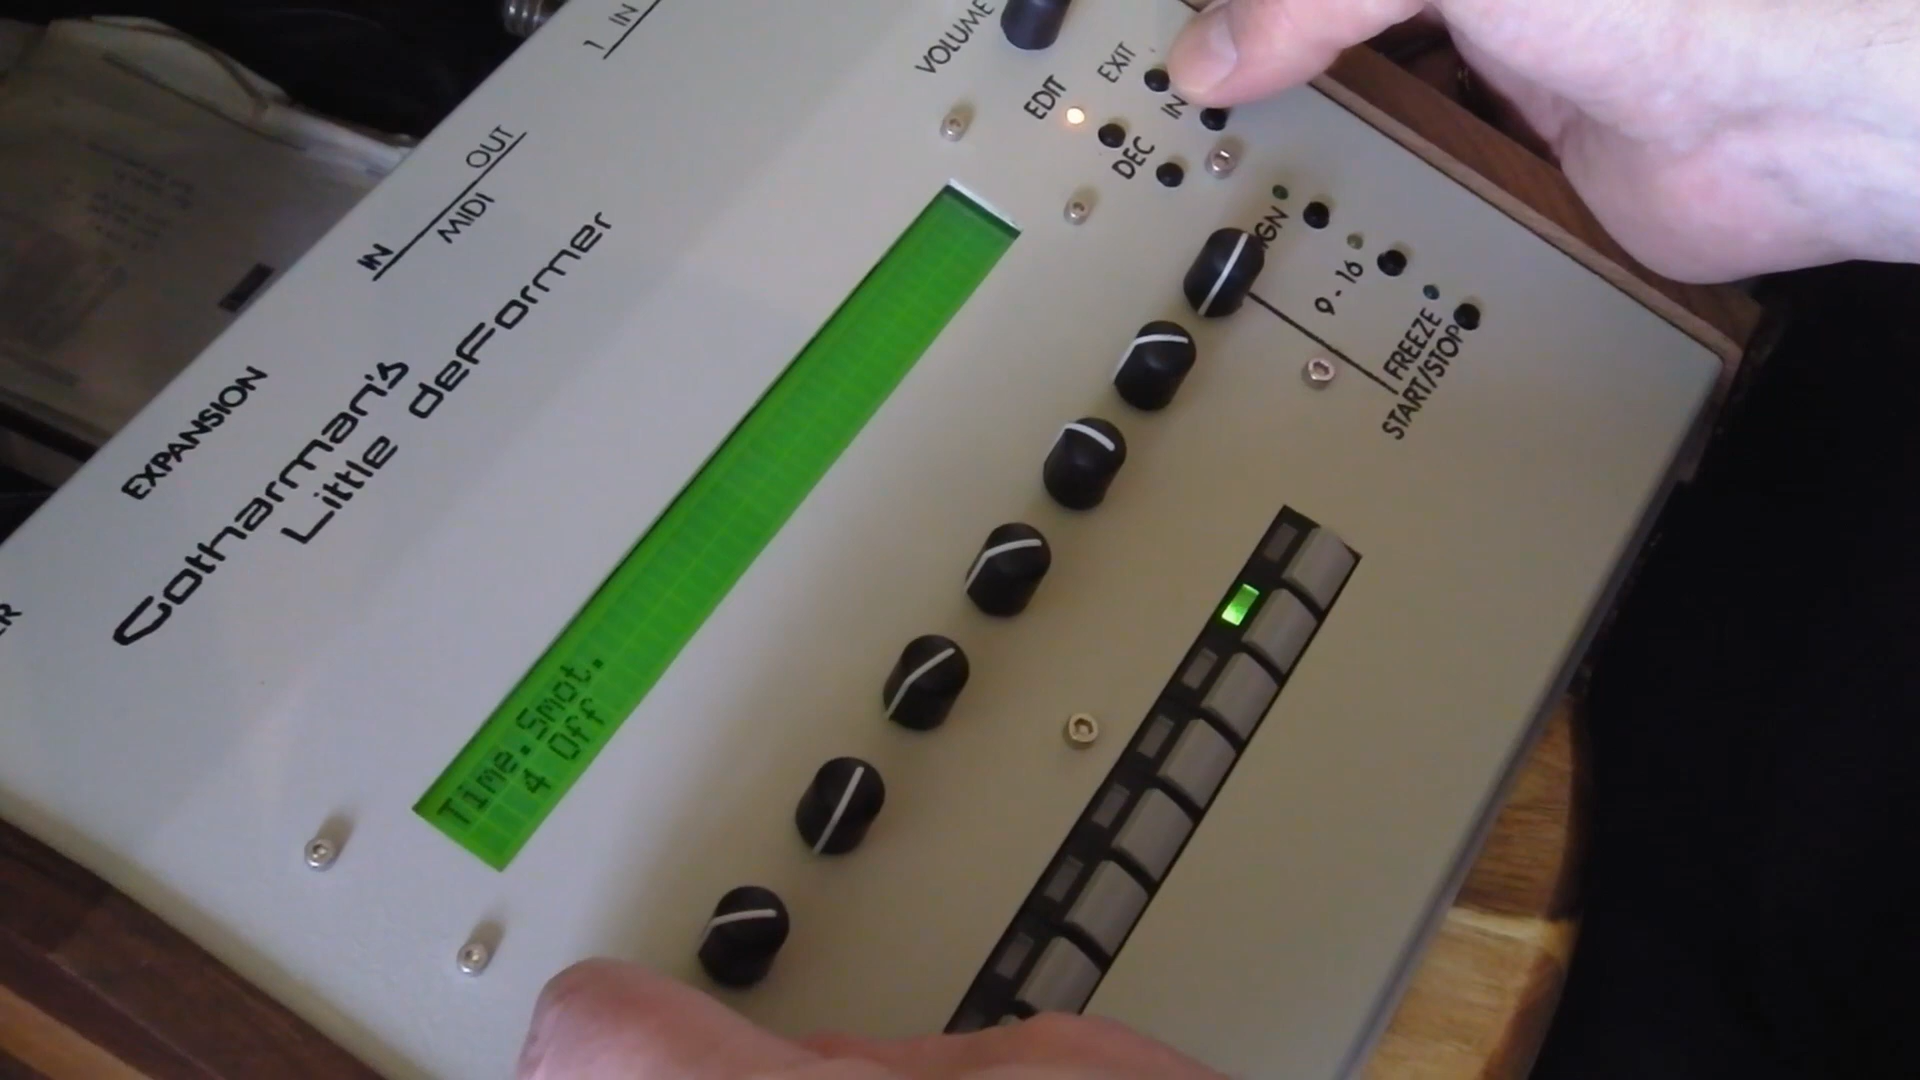 1 IN
VOLUME
EXIT
EDIT
IN
DEC
OUT
IN
MIDI
EXPANSION
Gotharman's
Little deFormer
9-16
FREEZE
START/STOP
Time.Smot.
4 Off